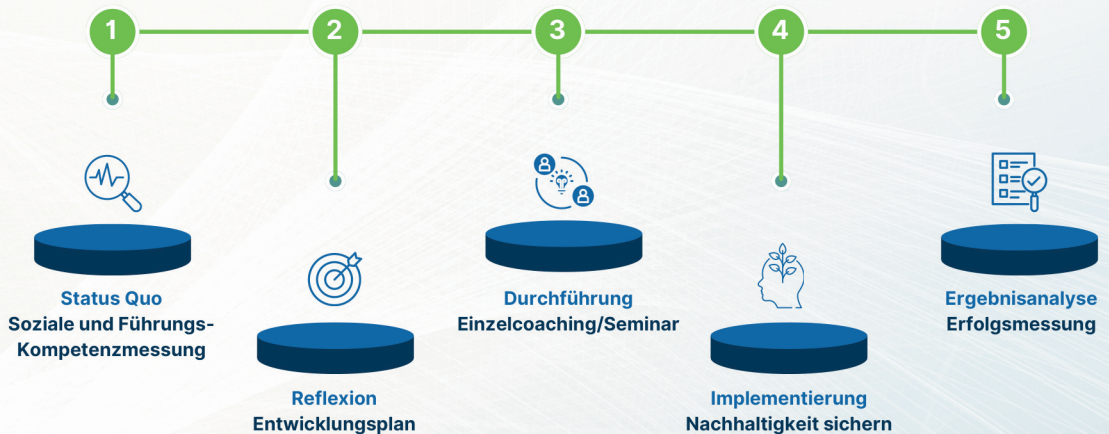 1
2
3
4
5
Status Quo
Soziale und Führungs-
Kompetenzmessung
Reflexion
Entwicklungsplan
Durchführung
Einzelcoaching/Seminar
Implementierung
Nachhaltigkeit sichern
Ergebnisanalyse
Erfolgsmessung